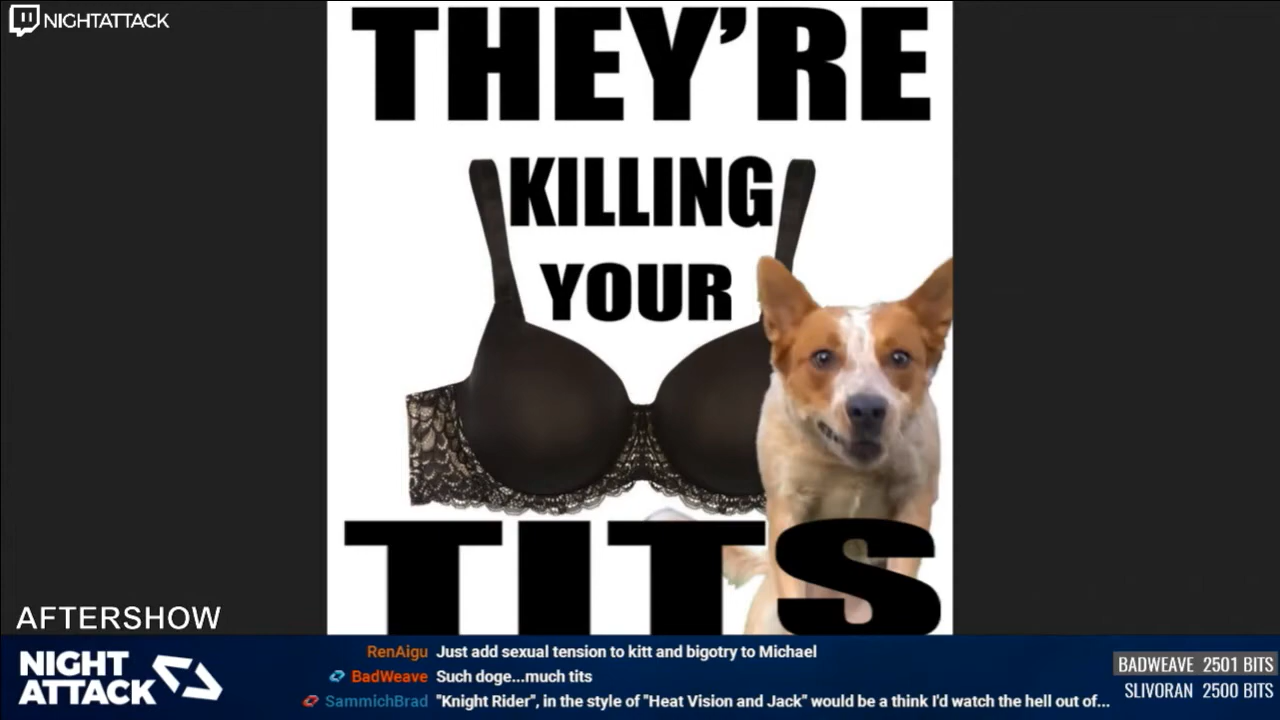 NIGHTATTACK
THEY'RE
KILLING
YOUR
TITS
AFTERSHOW
NIGHT
ATTACK
RenAigu Just add sexual tension to kitt and bigotry to Michael
BadWeave Such doge...much tits
SammichBrad "Knight Rider", in the style of "Heat Vision and Jack" would be a think I'd watch the hell out of...
BADWEAVE 2501 BITS
SLIVORAN 2500 BITS